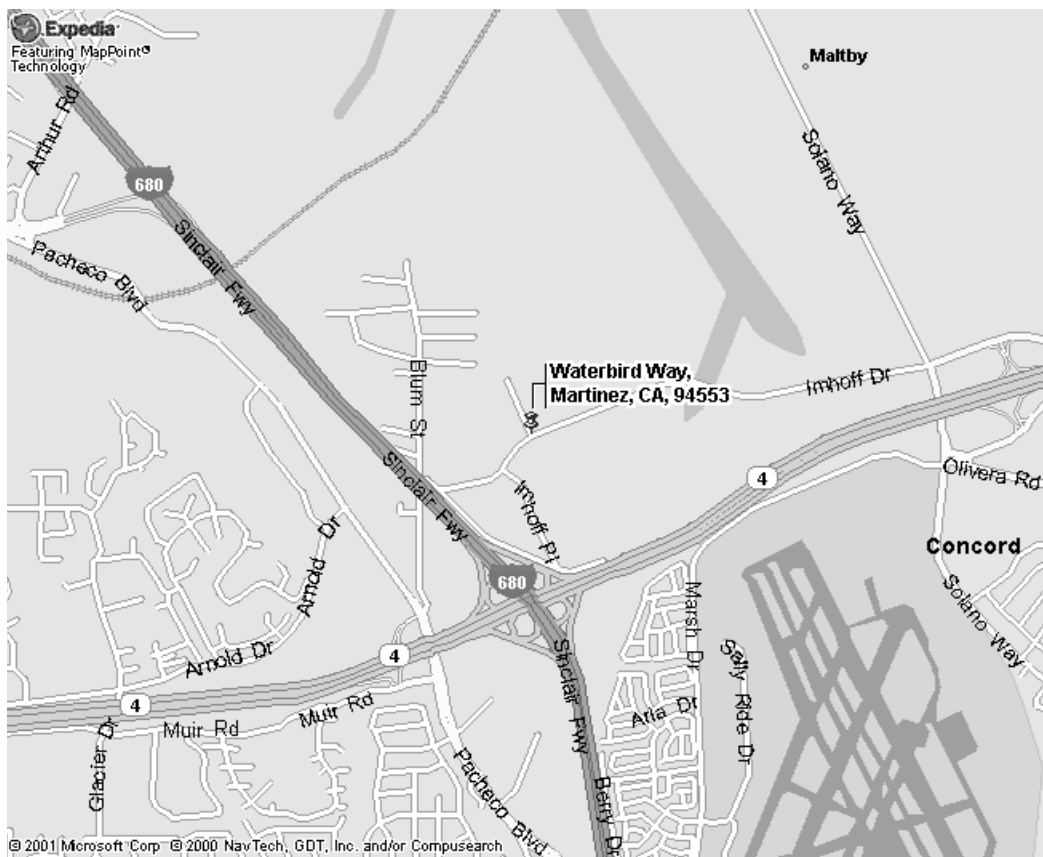 Expedia
Featuring MapPoint
Technology
Maltby
Arthur Rd
680
Solano Way
Sinclair Fwy
Pacheco Blvd
Blum St
Waterbird Way,
Martinez, CA, 94553
Imhoff Dr
Sinclair Fwy
4
Olivera Rd
Imhoff Pl
Arnold Dr
Concord
680
Marsh Dr
Solano Way
Arnold Dr
4
Sinclair Fwy
Sally Ride Dr
4
Muir Rd
Arla Dr
Muir Rd
Glacier Dr
Pacheco Blvd
Berry Dr
© 2001 Microsoft Corp © 2000 NavTech, GDT, Inc. and/or Compusearch